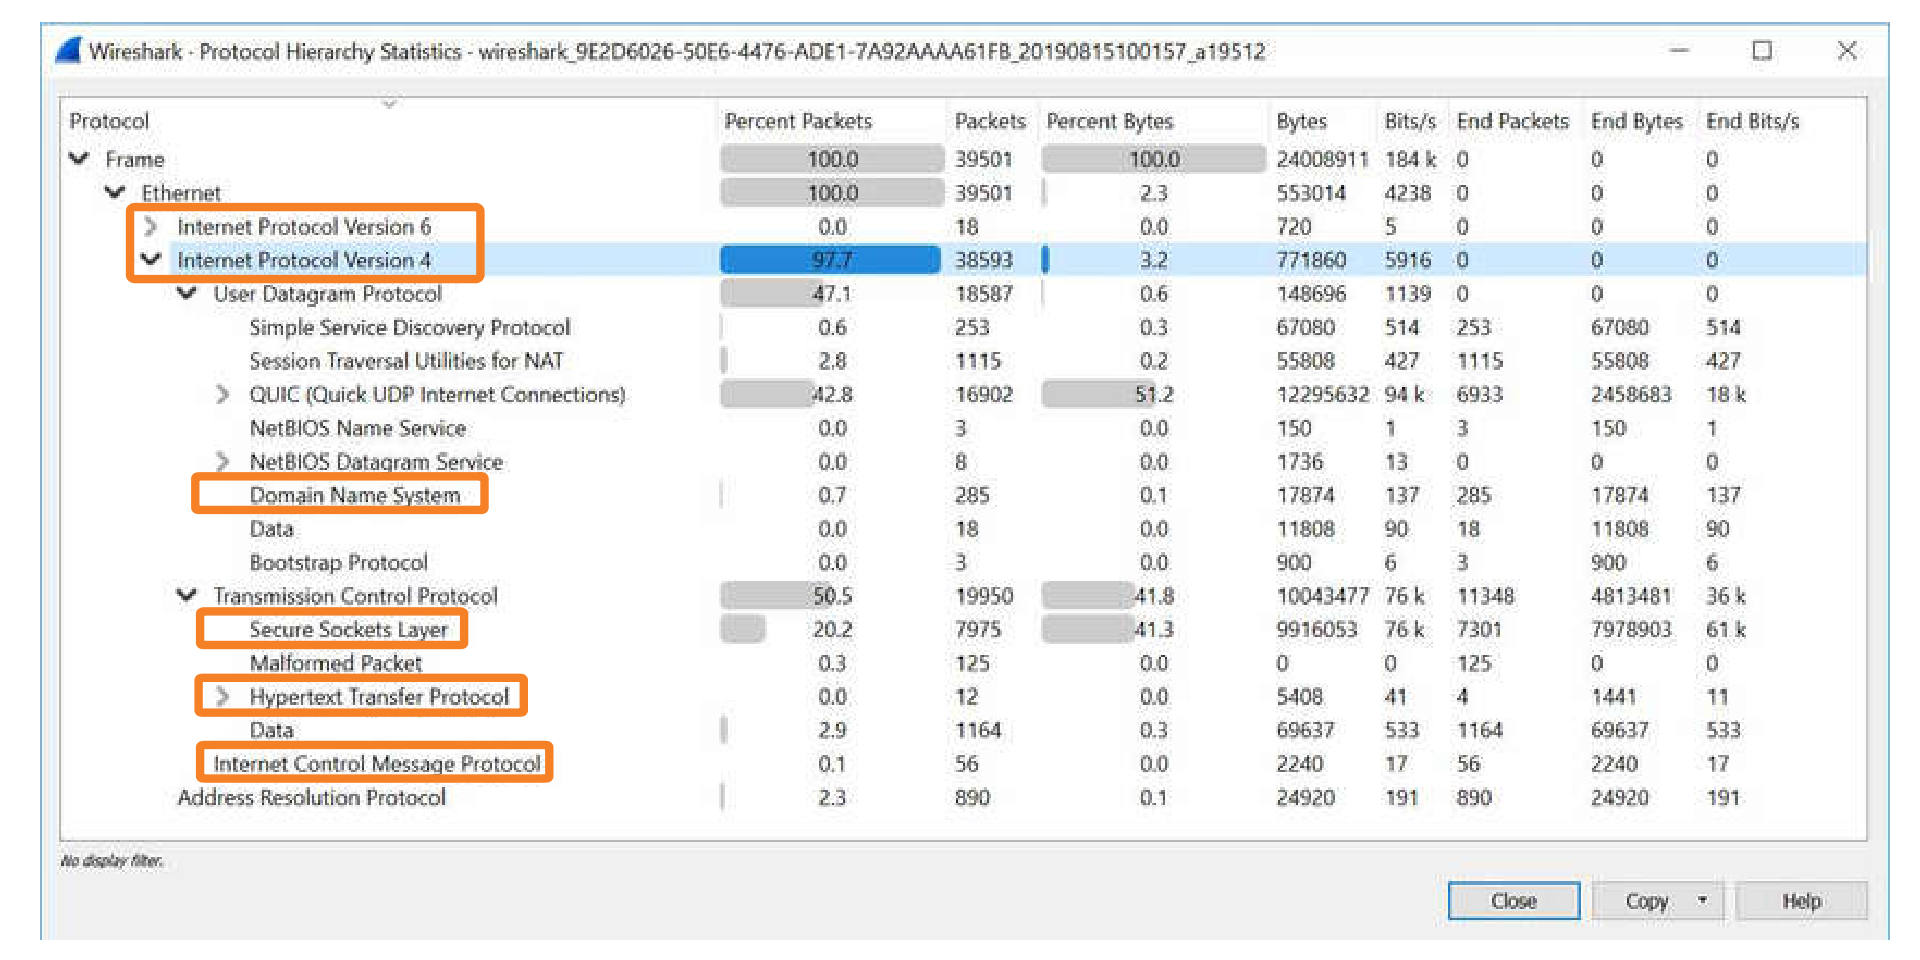 Wireshark - Protocol Hierarchy Statistics - wireshark_9E2D6026-50E6-4476-ADE1-7A92AAAA61FB_20190815100157_a19512
Protocol Percent Packets Packets Percent Bytes Bytes Bits/s End Packets End Bytes End Bits/s
Frame 100.0 39501 100.0 24008911 184 k 0 0 0
Ethernet 100.0 39501 2.3 553014 4238 0 0 0
Internet Protocol Version 6 0.0 18 0.0 720 5 0 0 0
Internet Protocol Version 4 97.7 38593 3.2 771860 5916 0 0 0
User Datagram Protocol 47.1 18587 0.6 148696 1139 0 0 0
Simple Service Discovery Protocol 0.6 253 0.3 67080 514 253 67080 514
Session Traversal Utilities for NAT 2.8 1115 0.2 55808 427 1115 55808 427
QUIC (Quick UDP Internet Connections) 42.8 16902 51.2 12295632 94 k 6933 2458683 18 k
NetBIOS Name Service 0.0 3 0.0 150 1 3 150 1
NetBIOS Datagram Service 0.0 8 0.0 1736 13 0 0 0
Domain Name System 0.7 285 0.1 17874 137 285 17874 137
Data 0.0 18 0.0 11808 90 18 11808 90
Bootstrap Protocol 0.0 3 0.0 900 6 3 900 6
Transmission Control Protocol 50.5 19950 41.8 10043477 76 k 11348 4813481 36 k
Secure Sockets Layer 20.2 7975 41.3 9916053 76 k 7301 7978903 61 k
Malformed Packet 0.3 125 0.0 0 0 125 0 0
Hypertext Transfer Protocol 0.0 12 0.0 5408 41 4 1441 11
Data 2.9 1164 0.3 69637 533 1164 69637 533
Internet Control Message Protocol 0.1 56 0.0 2240 17 56 2240 17
Address Resolution Protocol 2.3 890 0.1 24920 191 890 24920 191
No display filter.
Close Copy Help